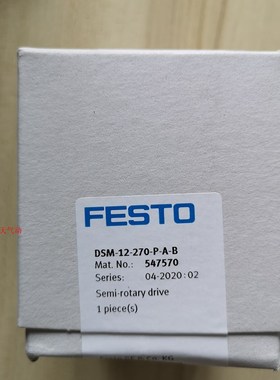 FESTO
DSM-12-270-P-A-B
Mat. No.: 547570
Series: 04-2020:02
Semi-rotary drive
1 piece(s)